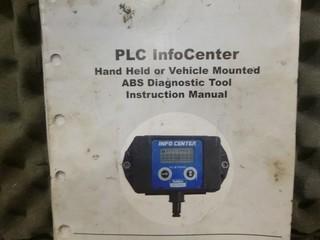 PLC InfoCenter
Hand Held or Vehicle Mounted
ABS Diagnostic Tool
Instruction Manual
INFO CENTER